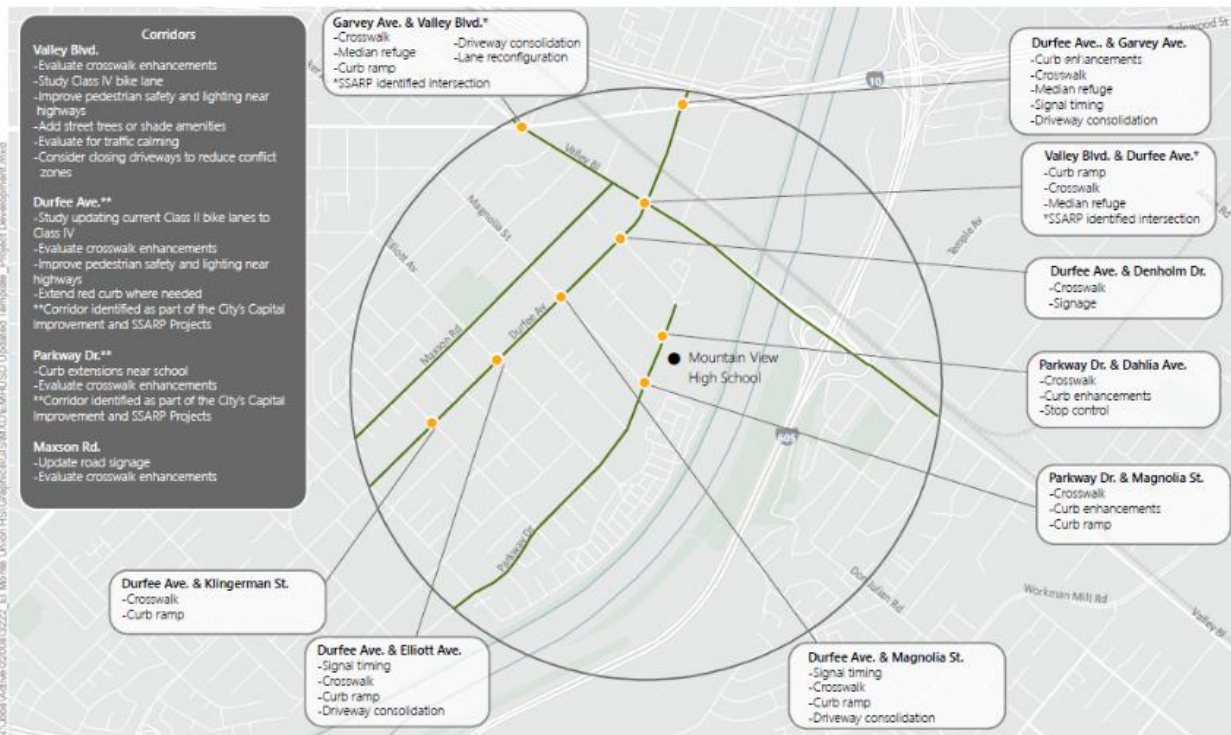 Corridors
Valley Blvd.
-Evaluate crosswalk enhancements
-Study Class IV bike lane
-Improve pedestrian safety and lighting near
highways
-Add street trees or shade amenities
-Evaluate for traffic calming
-Consider closing driveways to reduce conflict
zones
Durfee Ave.**
-Study updating current Class II bike lanes to
Class IV
-Evaluate crosswalk enhancements
-Improve pedestrian safety and lighting near
highways
-Extend red curb where needed
**Corridor identified as part of the City's Capital
Improvement and SSARP Projects
Parkway Dr.**
-Curb extensions near school
-Evaluate crosswalk enhancements
**Corridor identified as part of the City's Capital
Improvement and SSARP Projects
Maxson Rd.
-Update road signage
-Evaluate crosswalk enhancements
Garvey Ave. & Valley Blvd.*
-Crosswalk
-Median refuge
-Curb ramp
*SSARP identified intersection
-Driveway consolidation
-Lane reconfiguration
Durfee Ave.. & Garvey Ave.
-Curb enhancements
-Crosswalk
-Median refuge
-Signal timing
-Driveway consolidation
Valley Blvd. & Durfee Ave.*
-Curb ramp
-Crosswalk
-Median refuge
*SSARP identified intersection
Durfee Ave. & Denholm Dr.
-Crosswalk
-Signage
Parkway Dr. & Dahlia Ave.
-Crosswalk
-Curb enhancements
-Stop control
Parkway Dr. & Magnolia St.
-Crosswalk
-Curb enhancements
-Curb ramp
Durfee Ave. & Klingerman St.
-Crosswalk
-Curb ramp
Durfee Ave. & Elliott Ave.
-Signal timing
-Crosswalk
-Curb ramp
-Driveway consolidation
Durfee Ave. & Magnolia St.
-Signal timing
-Crosswalk
-Curb ramp
-Driveway consolidation
Mountain View
High School
10
605
Valley Bl
Magnolia St
Elliott Av
Maxson Rd
Durfee Av
Parkway Dr
Temple Av
Don Julian Rd
Workman Mill Rd
Valley Bl